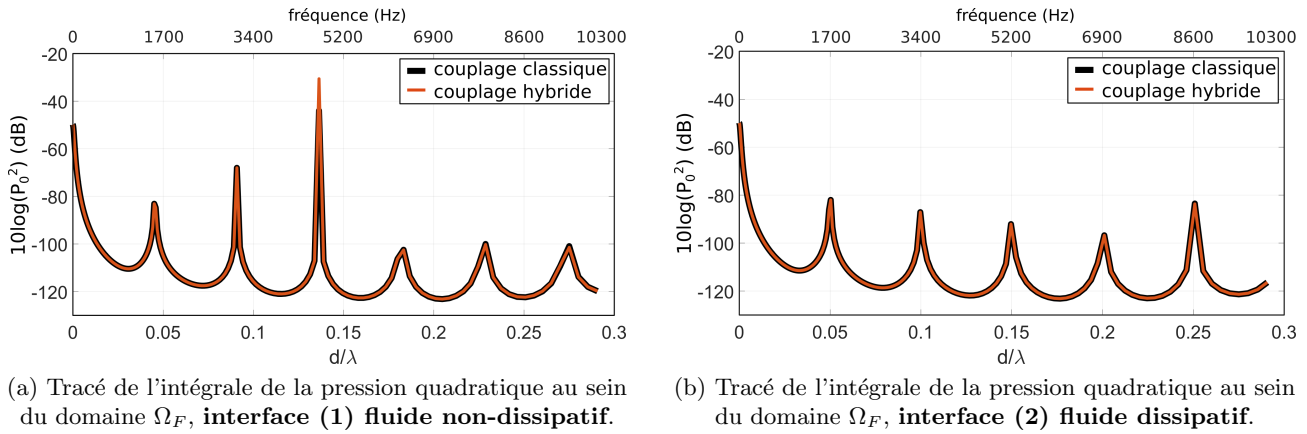 fréquence (Hz)
0 1700 3400 5200 6900 8600 10300
-20
-40
-60
-80
-100
-120
10log(P₀²) (dB)
couplage classique
couplage hybride
0 0.05 0.1 0.15 0.2 0.25 0.3
d/λ
(a) Tracé de l'intégrale de la pression quadratique au sein
du domaine Ω_F, interface (1) fluide non-dissipatif.
fréquence (Hz)
0 1700 3400 5200 6900 8600 10300
-20
-40
-60
-80
-100
-120
10log(P₀²) (dB)
couplage classique
couplage hybride
0 0.05 0.1 0.15 0.2 0.25 0.3
d/λ
(b) Tracé de l'intégrale de la pression quadratique au sein
du domaine Ω_F, interface (2) fluide dissipatif.